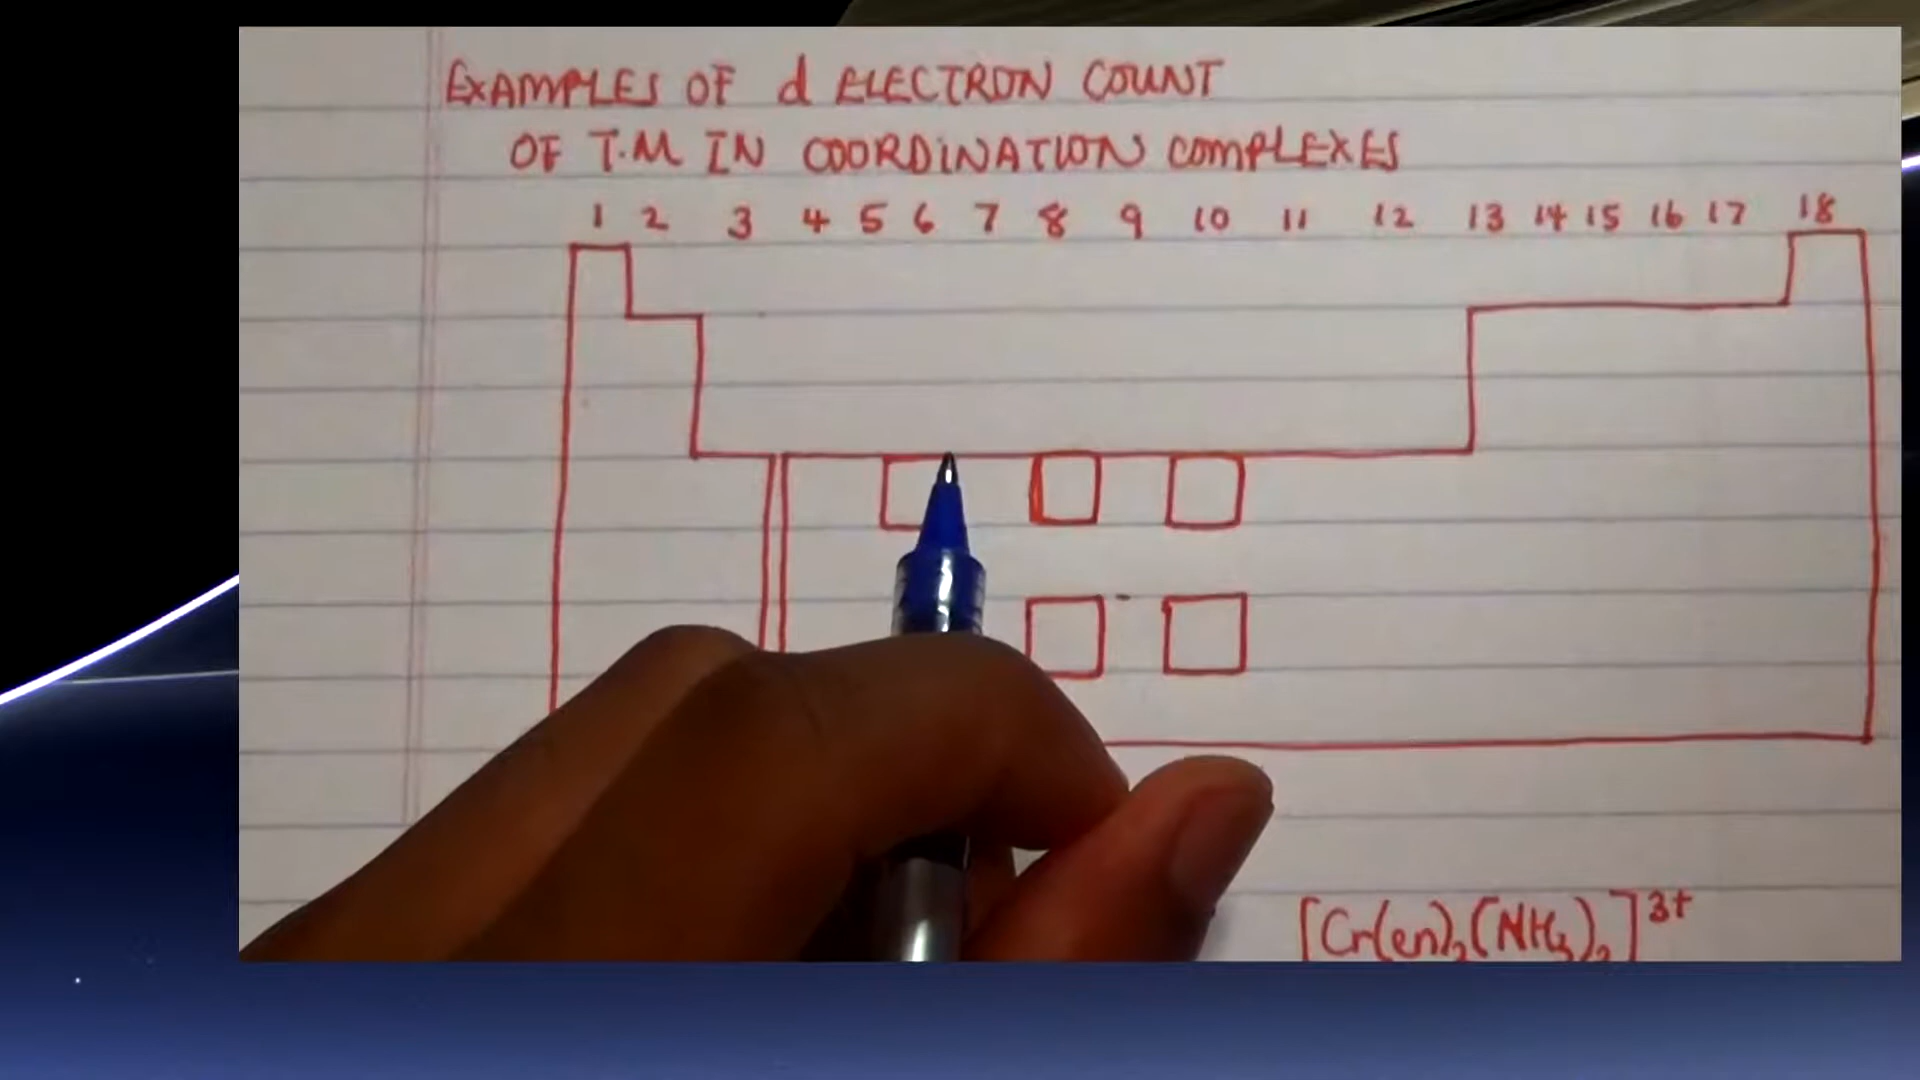 EXAMPLES OF d ELECTRON COUNT
OF T.M IN COORDINATION COMPLEXES
1 2 3 4 5 6 7 8 9 10 11 12 13 14 15 16 17 18
[Cr(en)₂(NH₃)₂]³⁺